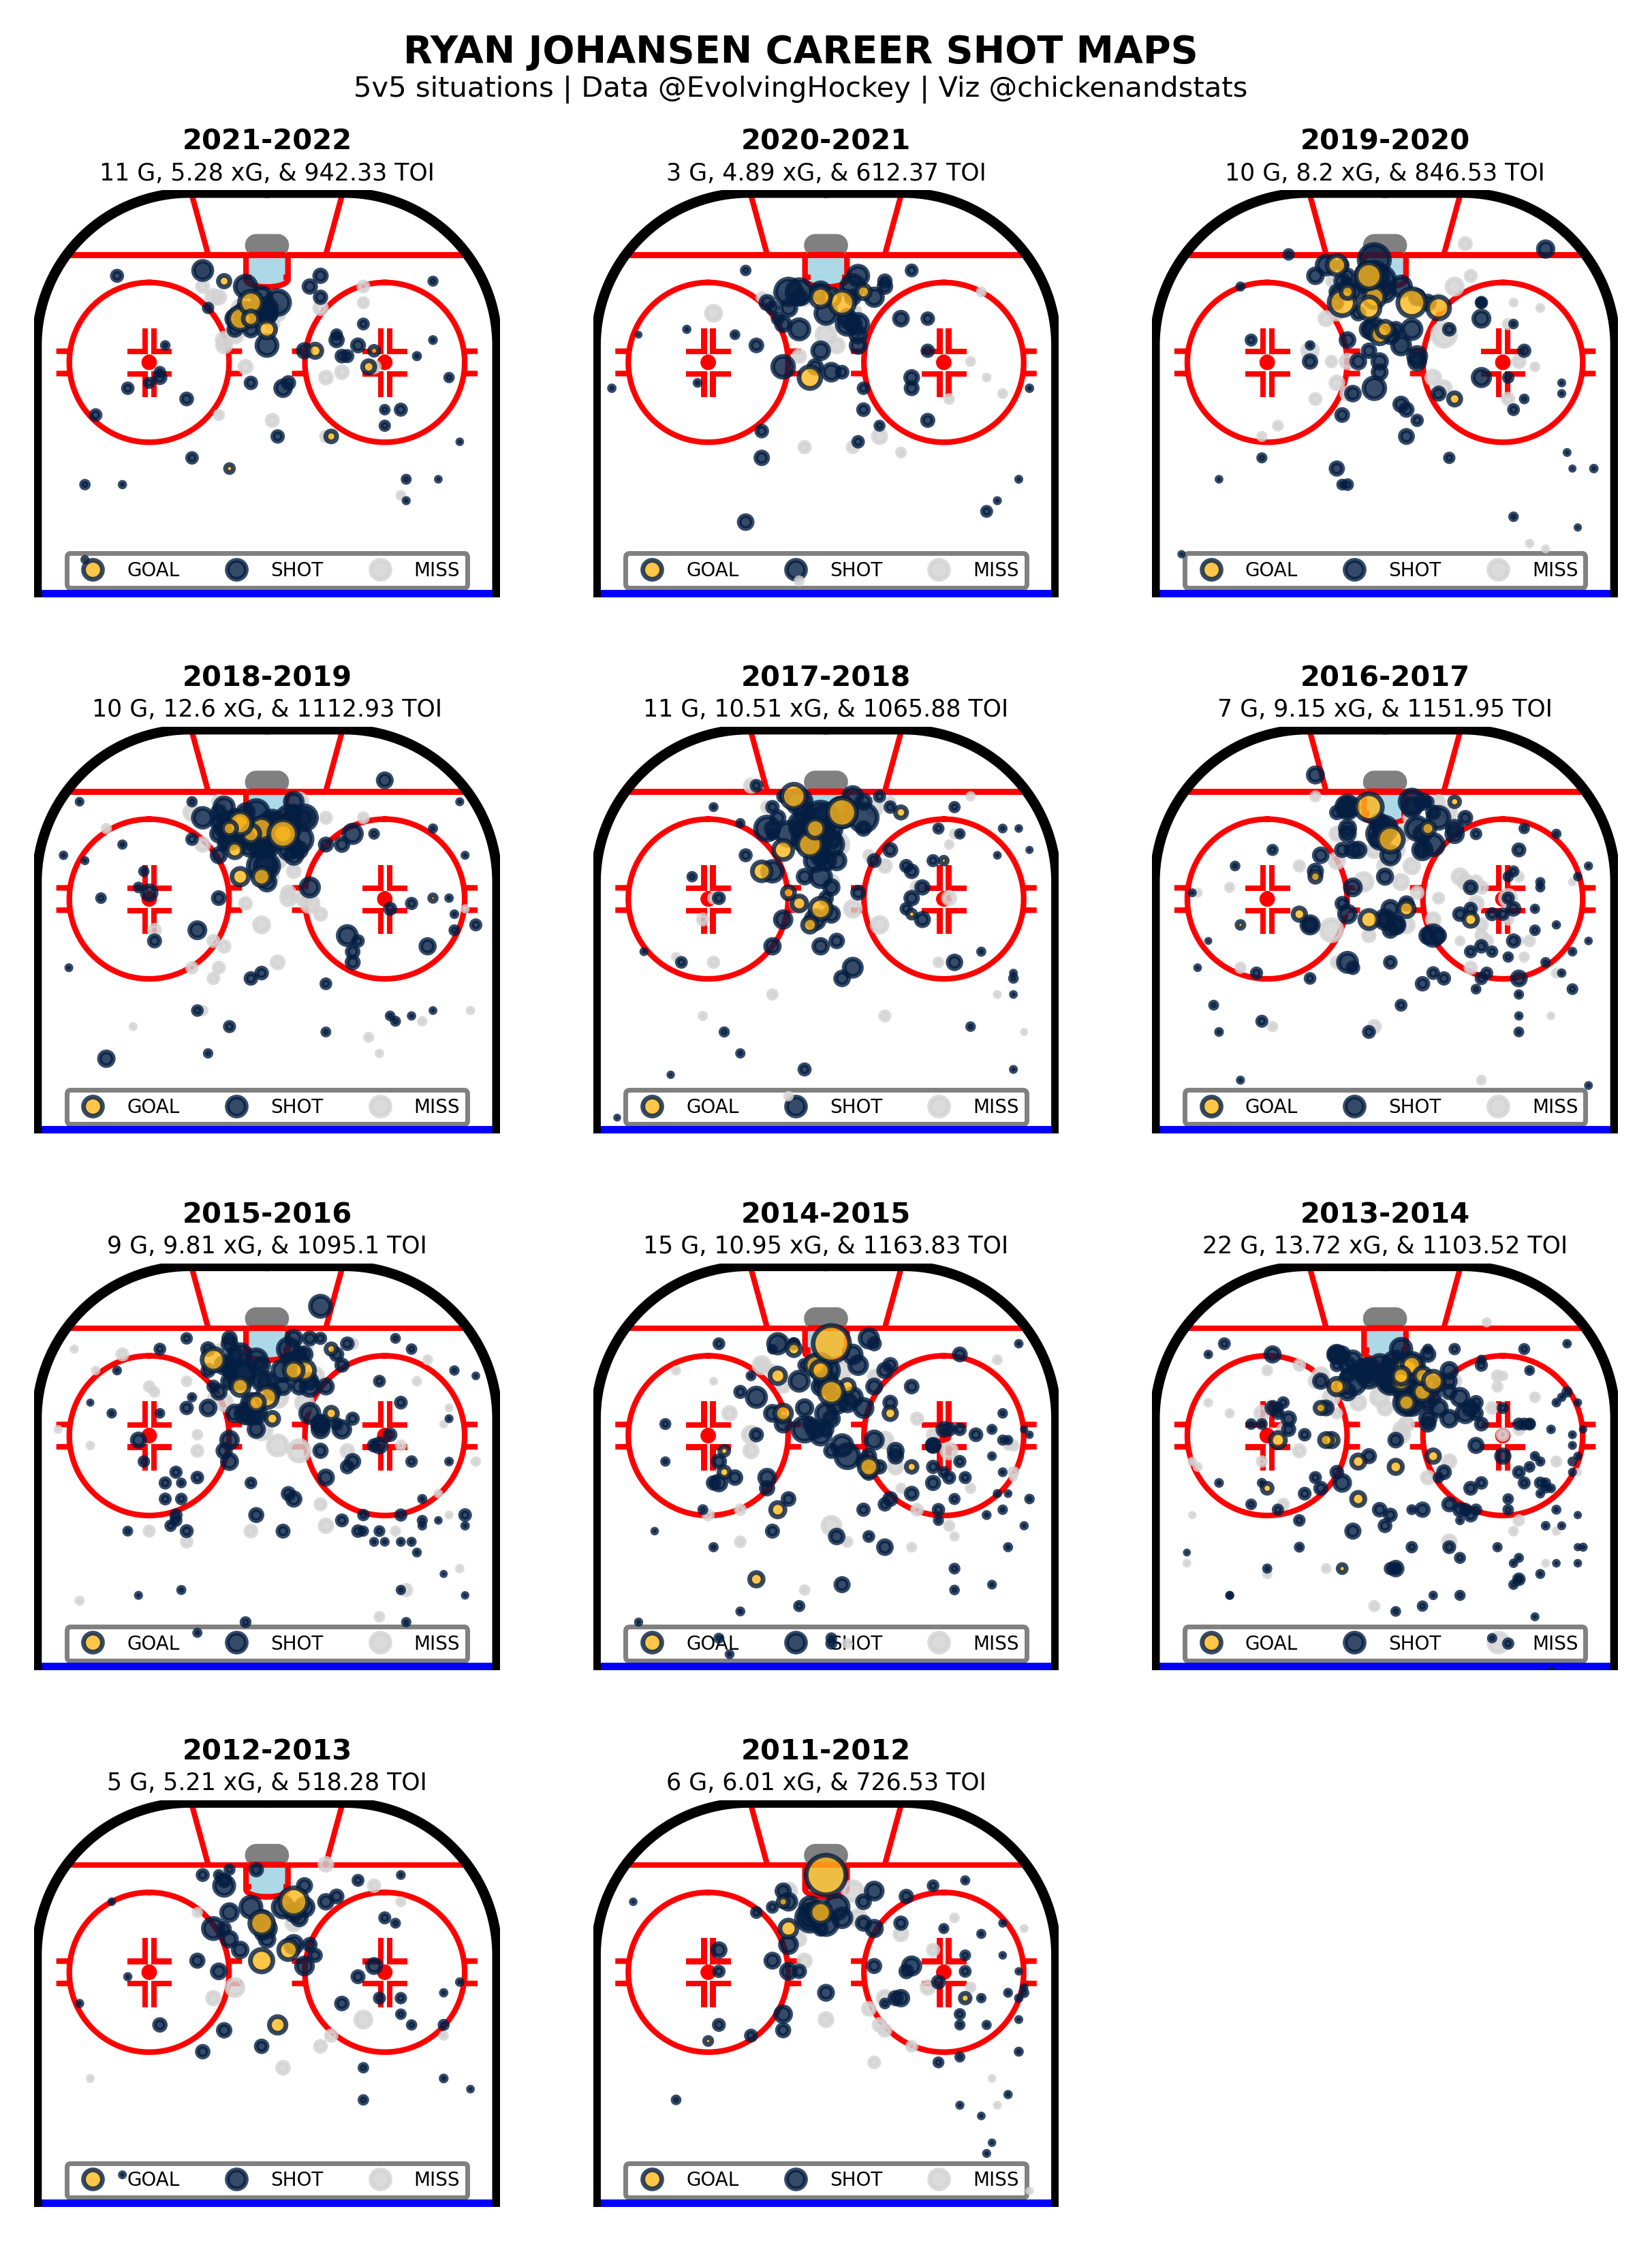 RYAN JOHANSEN CAREER SHOT MAPS
5v5 situations | Data @EvolvingHockey | Viz @chickenandstats
2021-2022
11 G, 5.28 xG, & 942.33 TOI
GOAL SHOT MISS
2020-2021
3 G, 4.89 xG, & 612.37 TOI
GOAL SHOT MISS
2019-2020
10 G, 8.2 xG, & 846.53 TOI
GOAL SHOT MISS
2018-2019
10 G, 12.6 xG, & 1112.93 TOI
GOAL SHOT MISS
2017-2018
11 G, 10.51 xG, & 1065.88 TOI
GOAL SHOT MISS
2016-2017
7 G, 9.15 xG, & 1151.95 TOI
GOAL SHOT MISS
2015-2016
9 G, 9.81 xG, & 1095.1 TOI
GOAL SHOT MISS
2014-2015
15 G, 10.95 xG, & 1163.83 TOI
GOAL SHOT MISS
2013-2014
22 G, 13.72 xG, & 1103.52 TOI
GOAL SHOT MISS
2012-2013
5 G, 5.21 xG, & 518.28 TOI
GOAL SHOT MISS
2011-2012
6 G, 6.01 xG, & 726.53 TOI
GOAL SHOT MISS